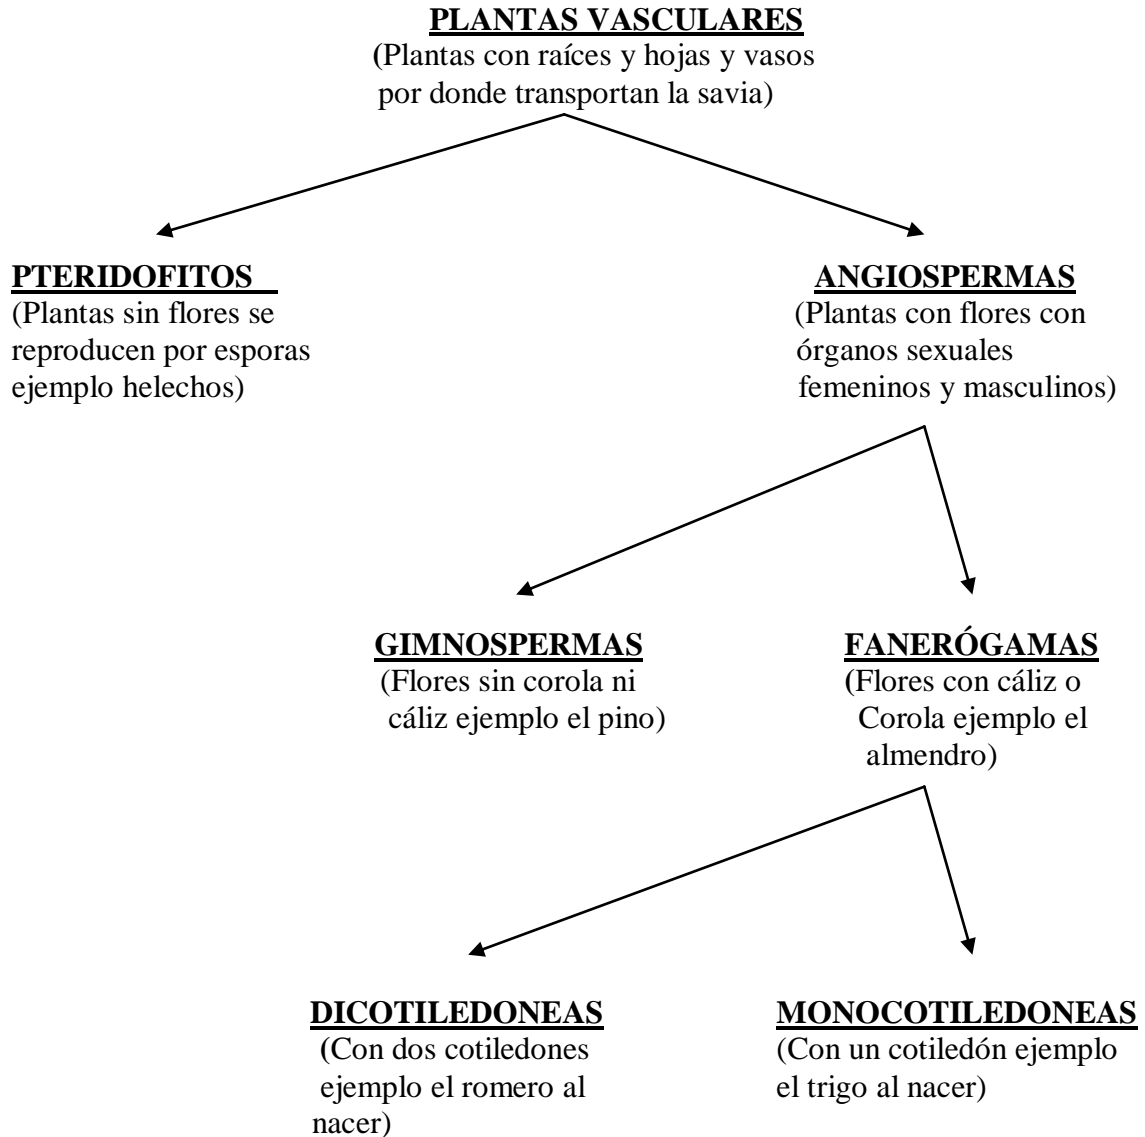 PLANTAS VASCULARES
(Plantas con raíces y hojas y vasos
por donde transportan la savia)
PTERIDOFITOS
(Plantas sin flores se
reproducen por esporas
ejemplo helechos)
ANGIOSPERMAS
(Plantas con flores con
órganos sexuales
femeninos y masculinos)
GIMNOSPERMAS
(Flores sin corola ni
cáliz ejemplo el pino)
FANERÓGAMAS
(Flores con cáliz o
Corola ejemplo el
almendro)
DICOTILEDONEAS
(Con dos cotiledones
ejemplo el romero al
nacer)
MONOCOTILEDONEAS
(Con un cotiledón ejemplo
el trigo al nacer)